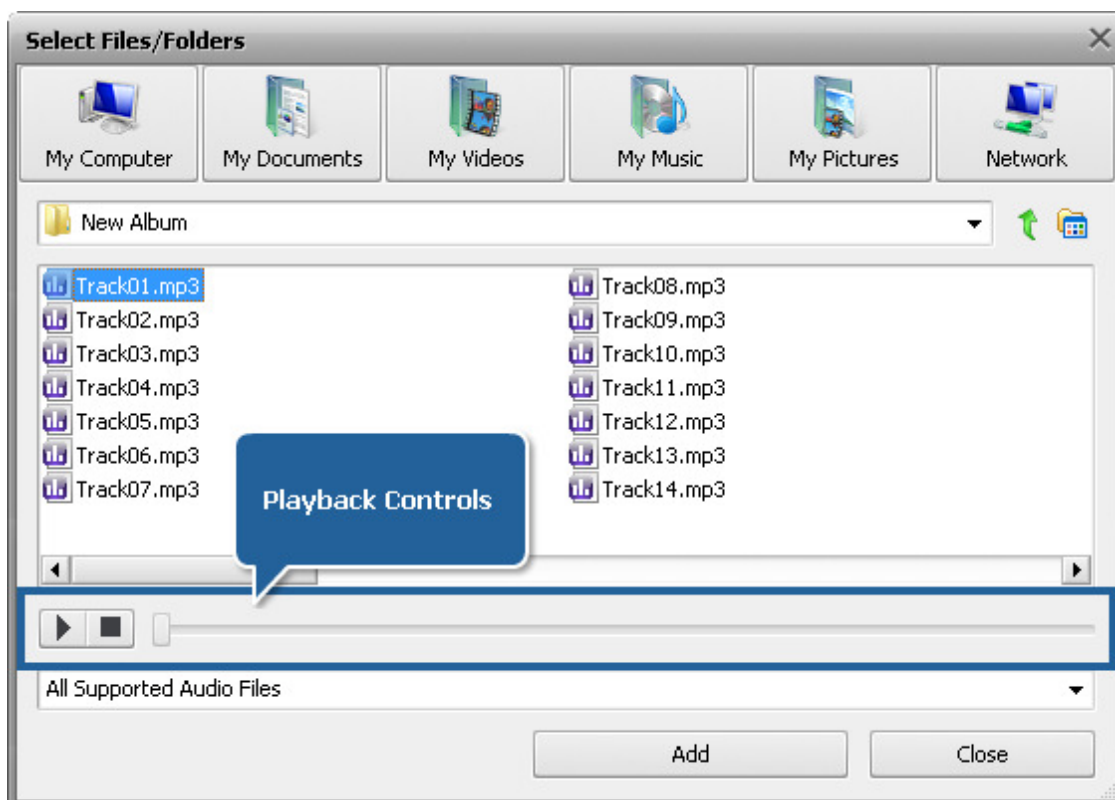 Select Files/Folders
My Computer My Documents My Videos My Music My Pictures Network
New Album
Track01.mp3 Track08.mp3
Track02.mp3 Track09.mp3
Track03.mp3 Track10.mp3
Track04.mp3 Track11.mp3
Track05.mp3 Track12.mp3
Track06.mp3 Track13.mp3
Track07.mp3 Track14.mp3
Playback Controls
All Supported Audio Files
Add Close